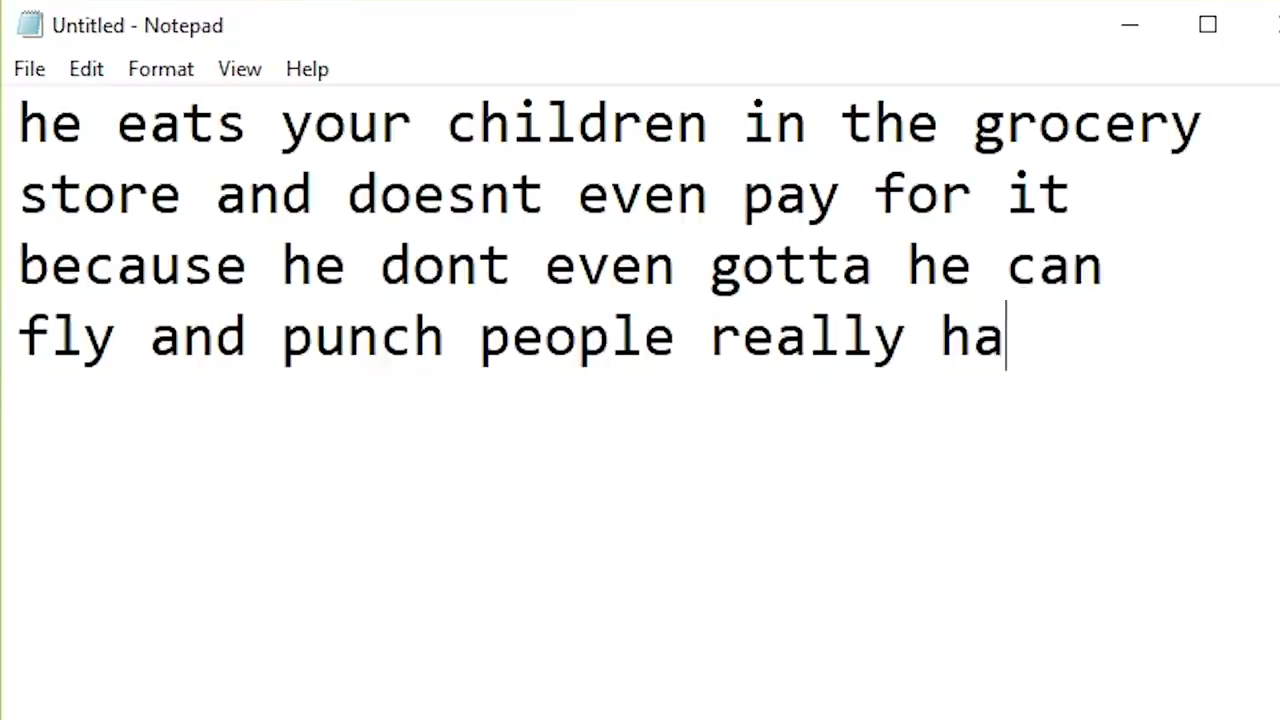 Untitled - Notepad
File Edit Format View Help
he eats your children in the grocery
store and doesnt even pay for it
because he dont even gotta he can
fly and punch people really ha